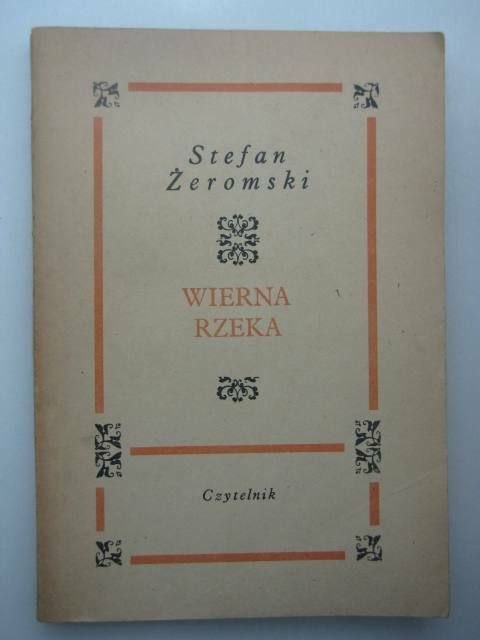 Stefan
Żeromski
WIERNA
RZEKA
Czytelnik